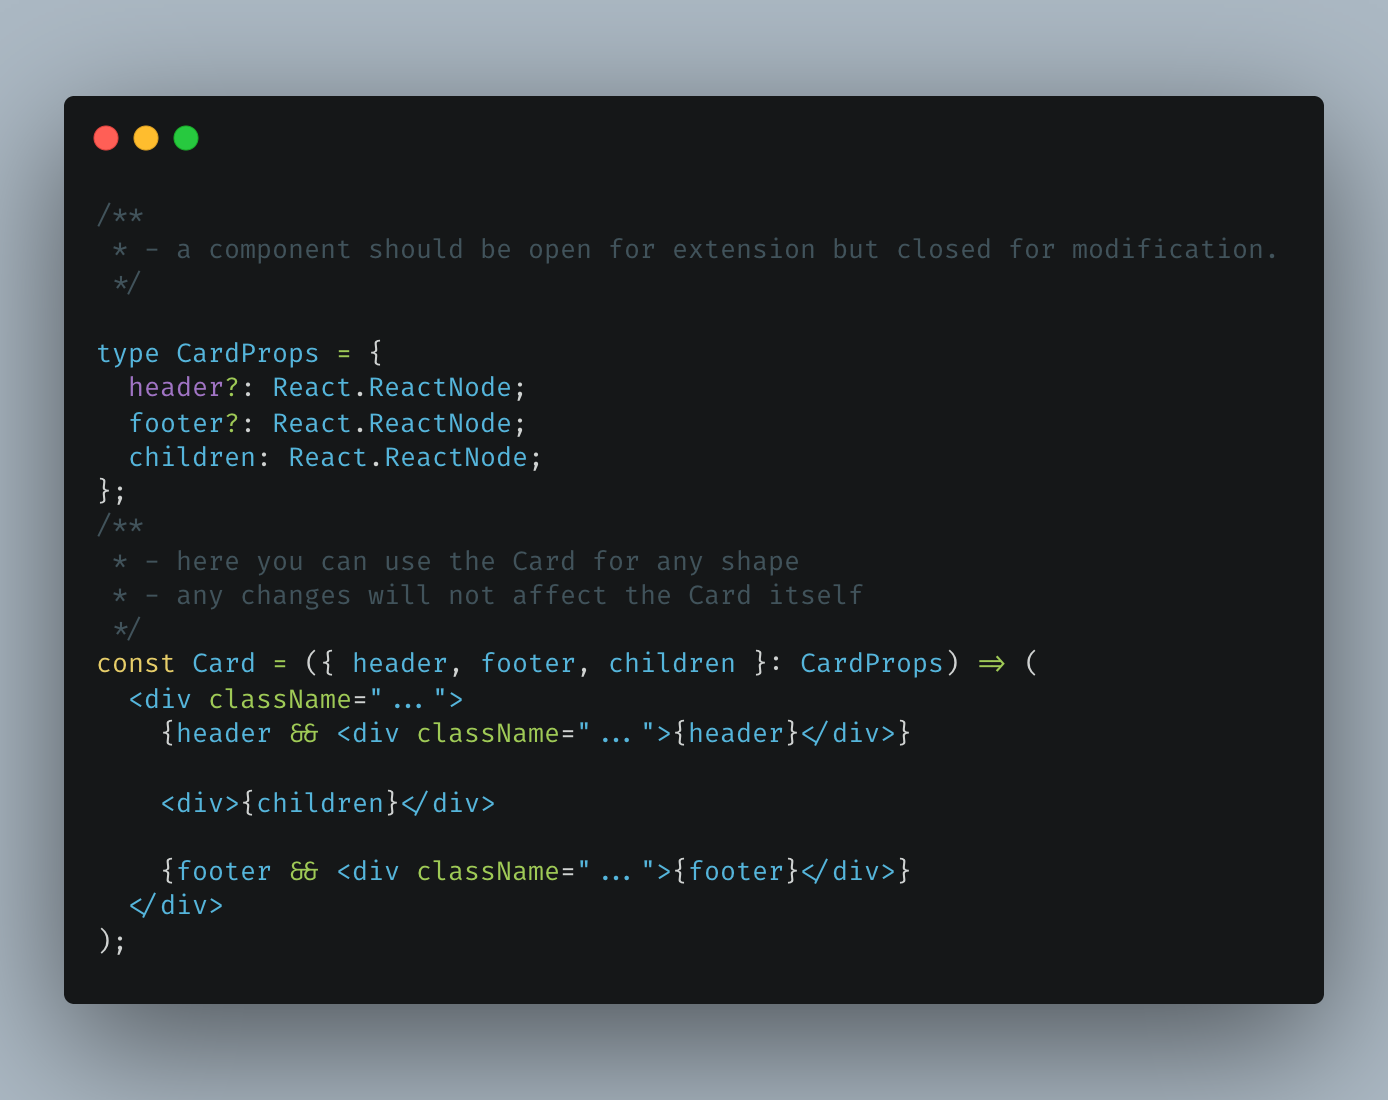 /**
 * - a component should be open for extension but closed for modification.
 */
type CardProps = {
  header?: React.ReactNode;
  footer?: React.ReactNode;
  children: React.ReactNode;
};
/**
 * - here you can use the Card for any shape
 * - any changes will not affect the Card itself
 */
const Card = ({ header, footer, children }: CardProps) => (
  <div className="...">
    {header && <div className="...">{header}</div>}
    <div>{children}</div>
    {footer && <div className="...">{footer}</div>}
  </div>
);